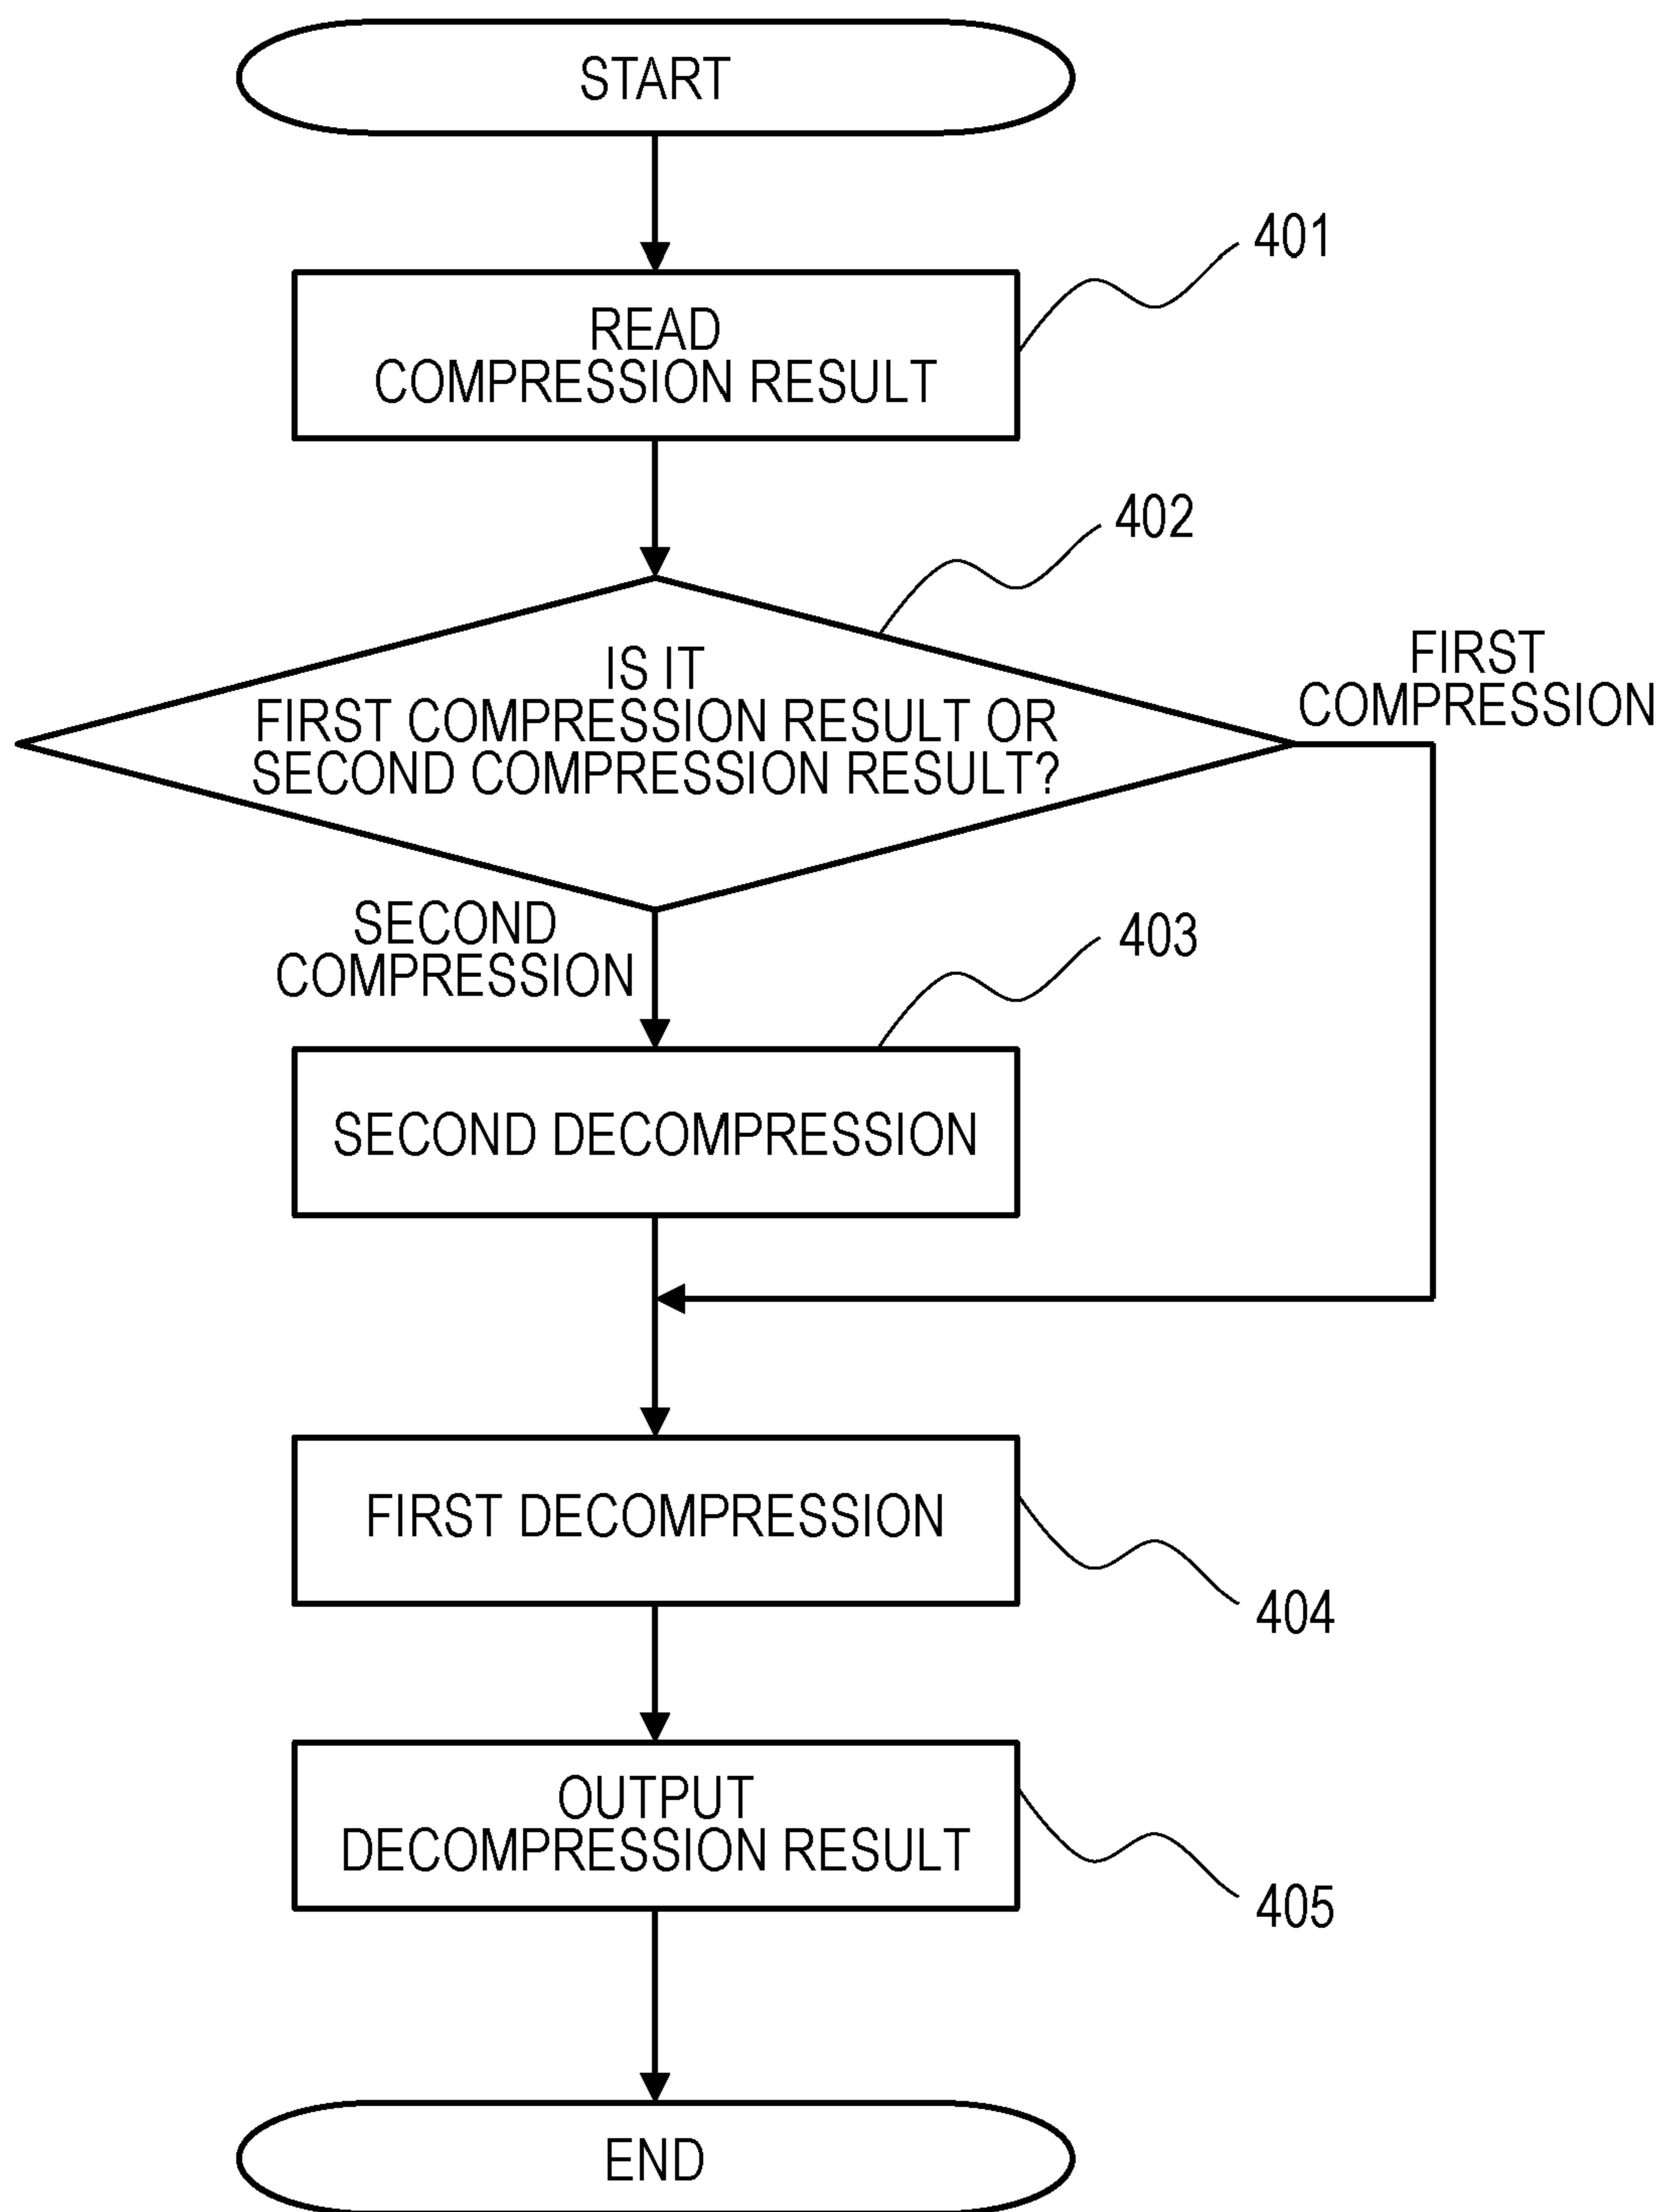 START
401
READ
COMPRESSION RESULT
402
IS IT
FIRST COMPRESSION RESULT OR
SECOND COMPRESSION RESULT?
FIRST
COMPRESSION
SECOND
COMPRESSION
403
SECOND DECOMPRESSION
FIRST DECOMPRESSION
404
OUTPUT
DECOMPRESSION RESULT
405
END